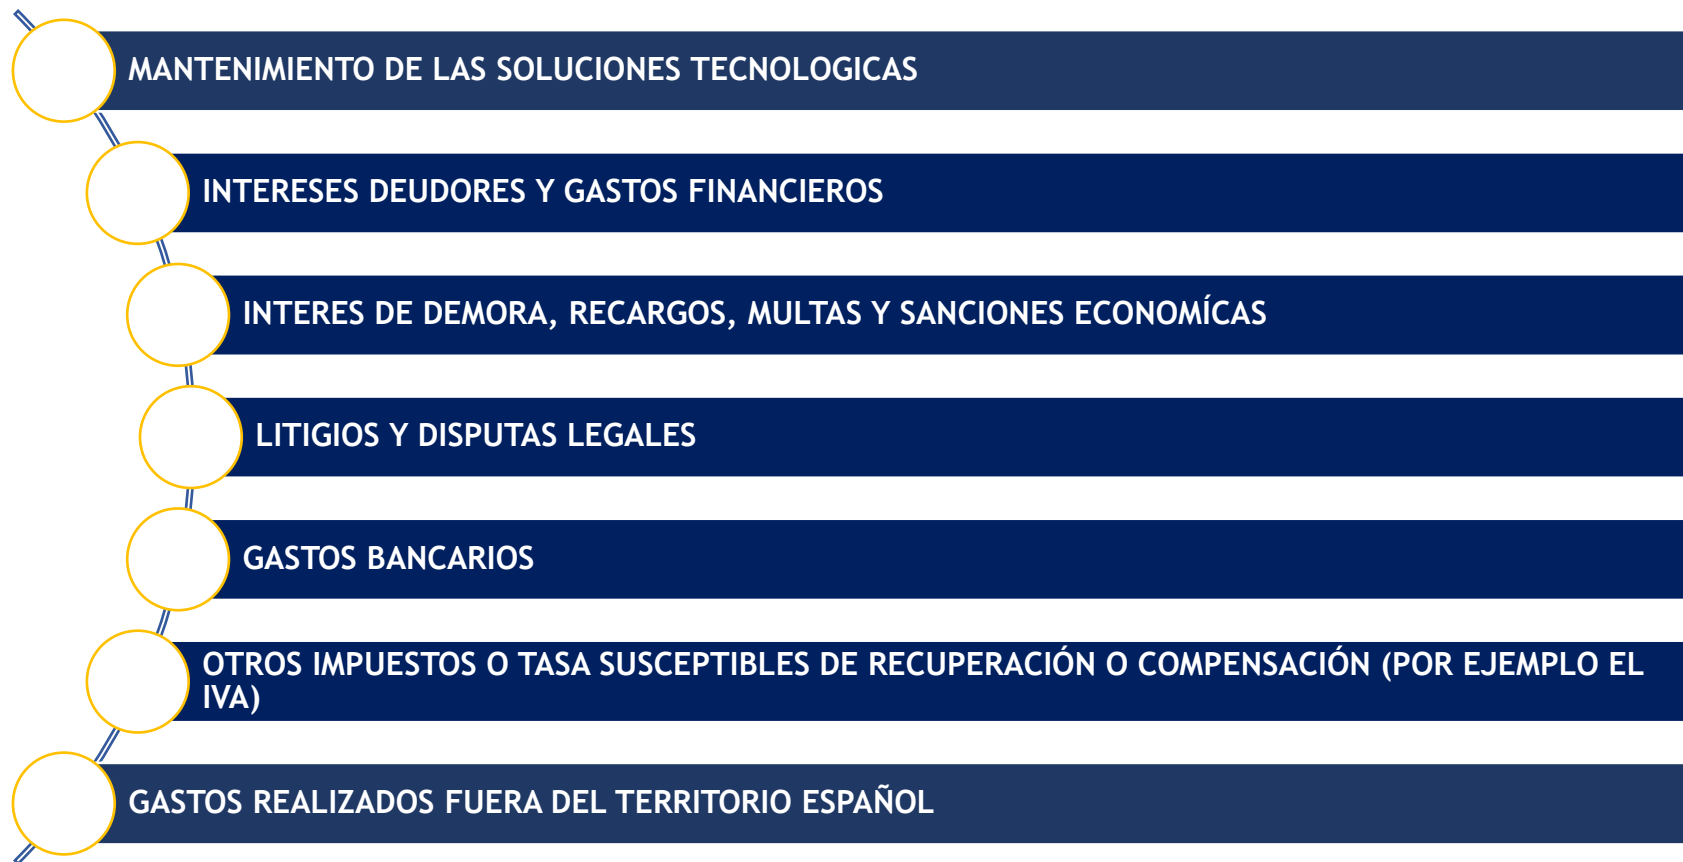 MANTENIMIENTO DE LAS SOLUCIONES TECNOLOGICAS
INTERESES DEUDORES Y GASTOS FINANCIEROS
INTERES DE DEMORA, RECARGOS, MULTAS Y SANCIONES ECONOMÍCAS
LITIGIOS Y DISPUTAS LEGALES
GASTOS BANCARIOS
OTROS IMPUESTOS O TASA SUSCEPTIBLES DE RECUPERACIÓN O COMPENSACIÓN (POR EJEMPLO EL
IVA)
GASTOS REALIZADOS FUERA DEL TERRITORIO ESPAÑOL